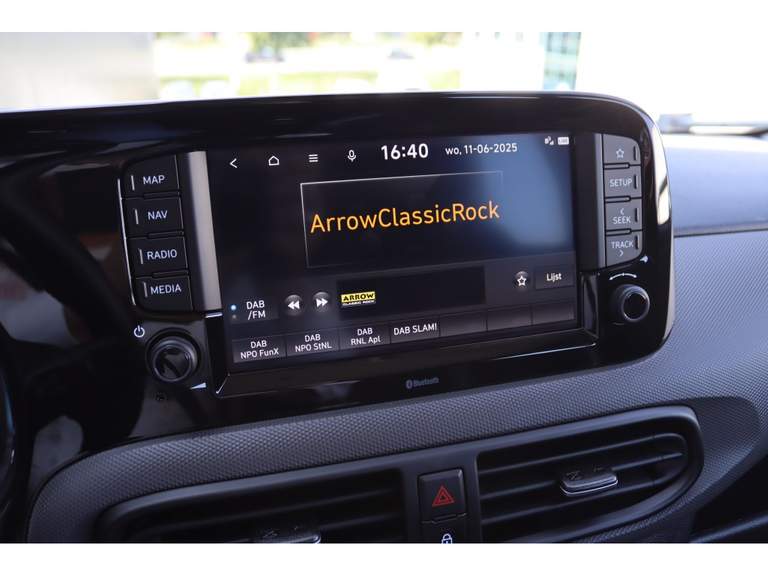 16:40 wo, 11-06-2025
MAP
NAV
RADIO
MEDIA
ArrowClassicRock
SETUP
SEEK
TRACK
DAB
/FM
ARROW
CLASSIC ROCK
Lijst
DAB
NPO FunX
DAB
NPO StNL
DAB
RNL Apl
DAB SLAM!
Bluetooth